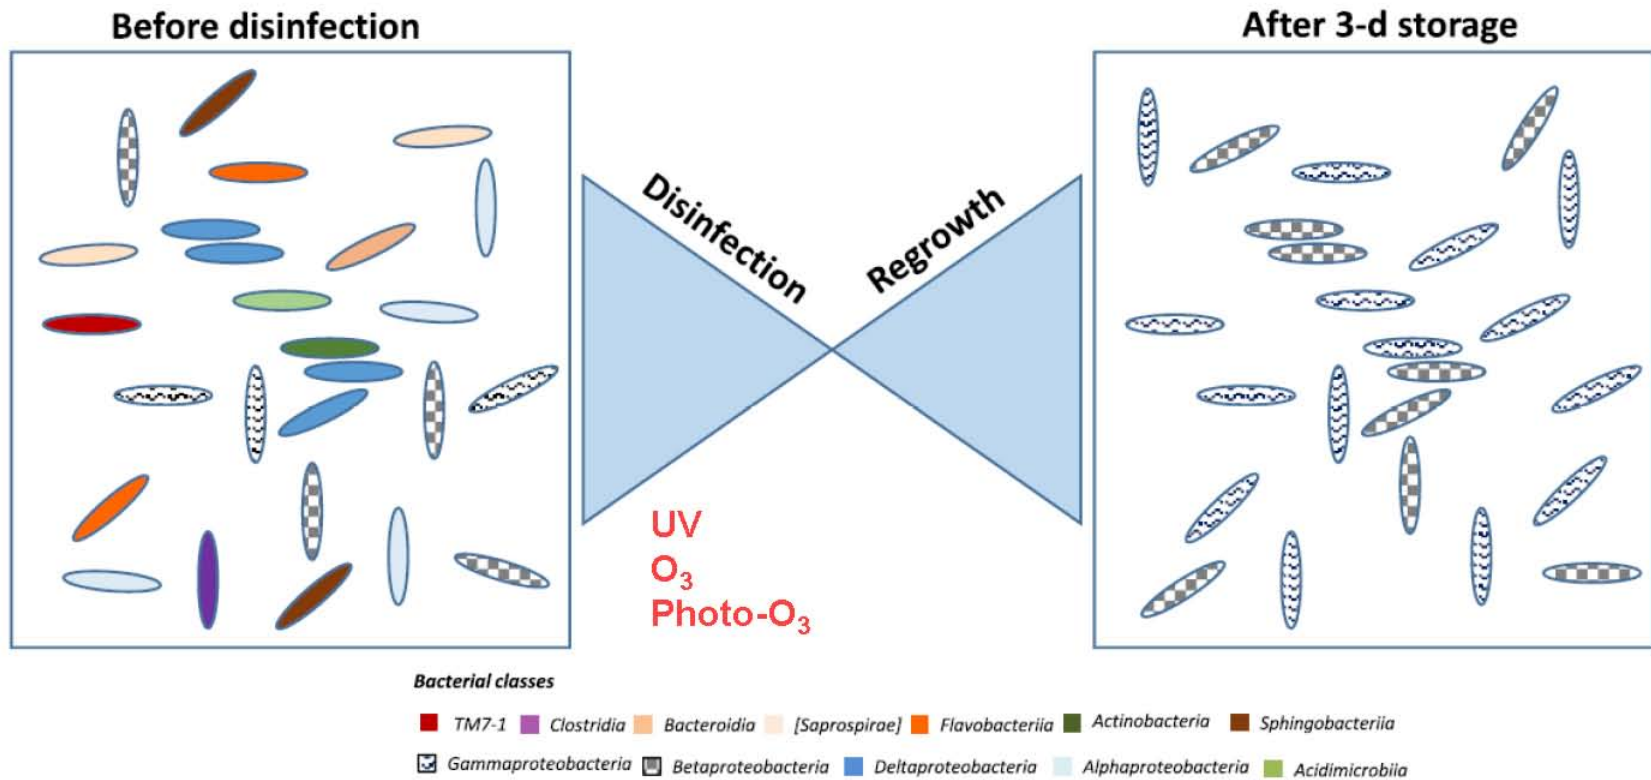 Before disinfection
After 3-d storage
Disinfection
Regrowth
UV
O₃
Photo-O₃
Bacterial classes
TM7-1 Clostridia Bacteroidia [Saprospirae] Flavobacteriia Actinobacteria Sphingobacteriia
Gammaproteobacteria Betaproteobacteria Deltaproteobacteria Alphaproteobacteria Acidimicrobiia